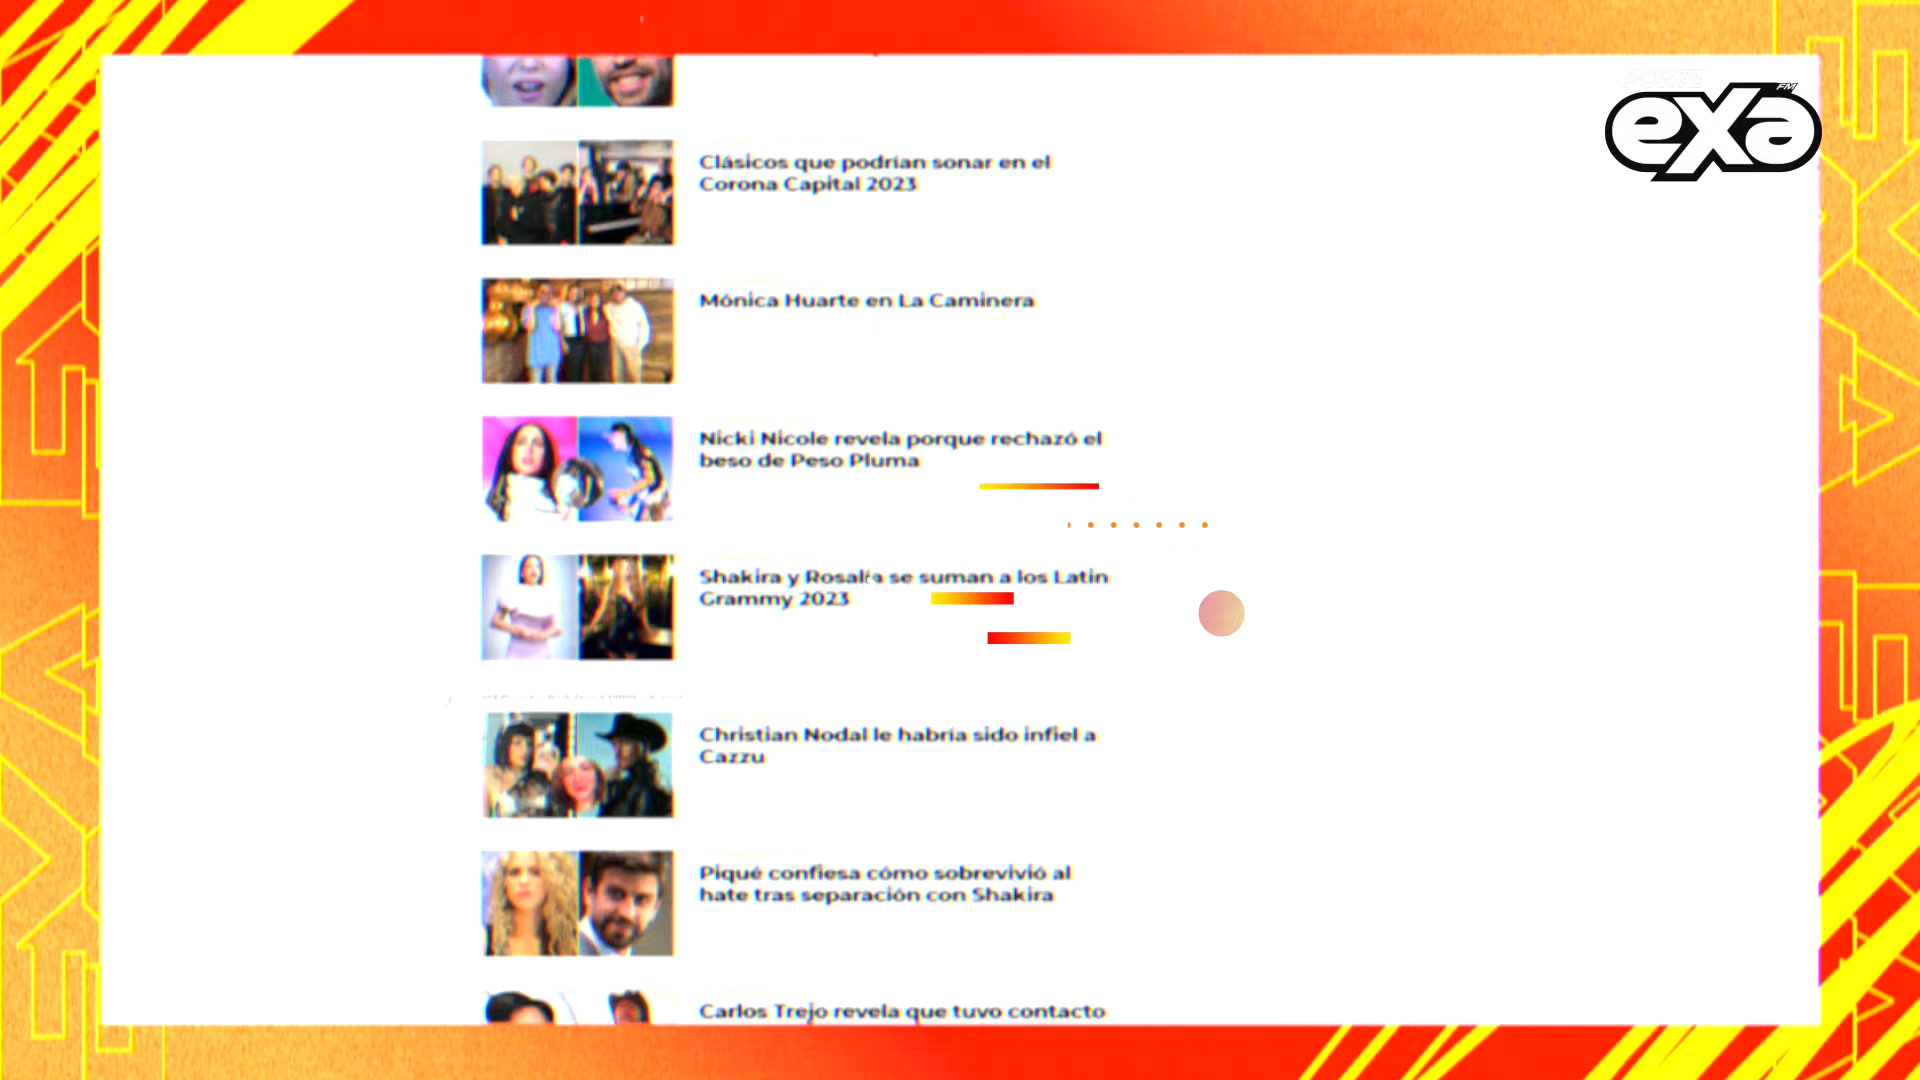 exa
FM
Clásicos que podrían sonar en el
Corona Capital 2023
Mónica Huarte en La Caminera
Nicki Nicole revela porque rechazó el
beso de Peso Pluma
Shakira y Rosalía se suman a los Latin
Grammy 2023
Christian Nodal le habría sido infiel a
Cazzu
Piqué confiesa cómo sobrevivió al
hate tras separación con Shakira
Carlos Trejo revela que tuvo contacto